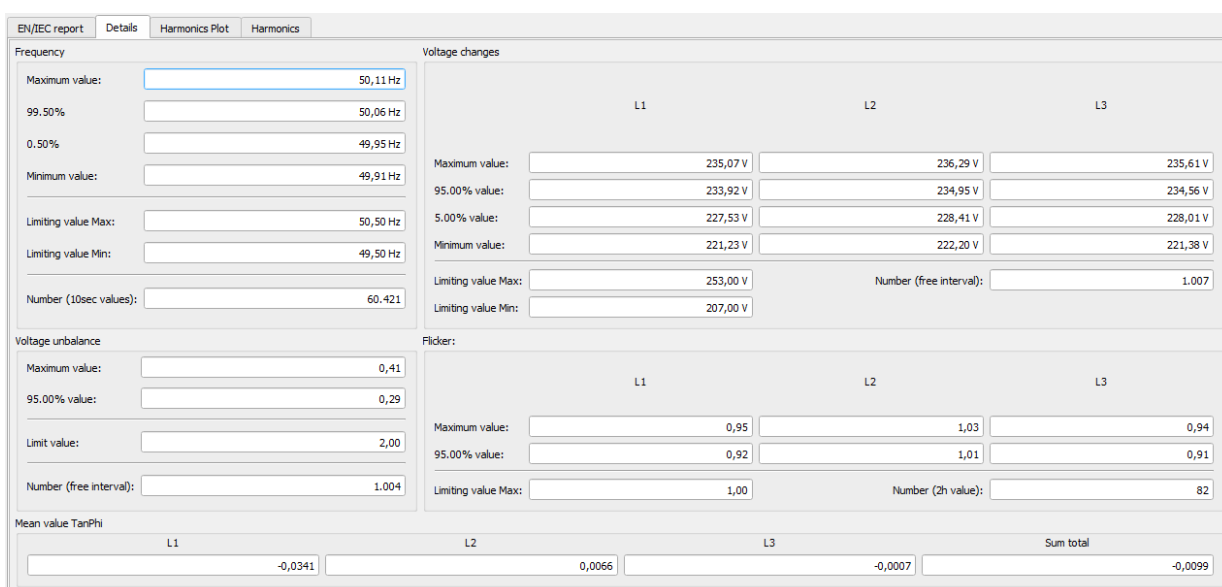 EN/IEC report Details Harmonics Plot Harmonics
Frequency
Maximum value: 50,11 Hz
99.50% 50,06 Hz
0.50% 49,95 Hz
Minimum value: 49,91 Hz
Limiting value Max: 50,50 Hz
Limiting value Min: 49,50 Hz
Number (10sec values): 60.421
Voltage changes
L1 L2 L3
Maximum value: 235,07 V 236,29 V 235,61 V
95.00% value: 233,92 V 234,95 V 234,56 V
5.00% value: 227,53 V 228,41 V 228,01 V
Minimum value: 221,23 V 222,20 V 221,38 V
Limiting value Max: 253,00 V Number (free interval): 1.007
Limiting value Min: 207,00 V
Voltage unbalance
Maximum value: 0,41
95.00% value: 0,29
Limit value: 2,00
Number (free interval): 1.004
Flicker:
L1 L2 L3
Maximum value: 0,95 1,03 0,94
95.00% value: 0,92 1,01 0,91
Limiting value Max: 1,00 Number (2h value): 82
Mean value TanPhi
L1 L2 L3 Sum total
-0,0341 0,0066 -0,0007 -0,0099